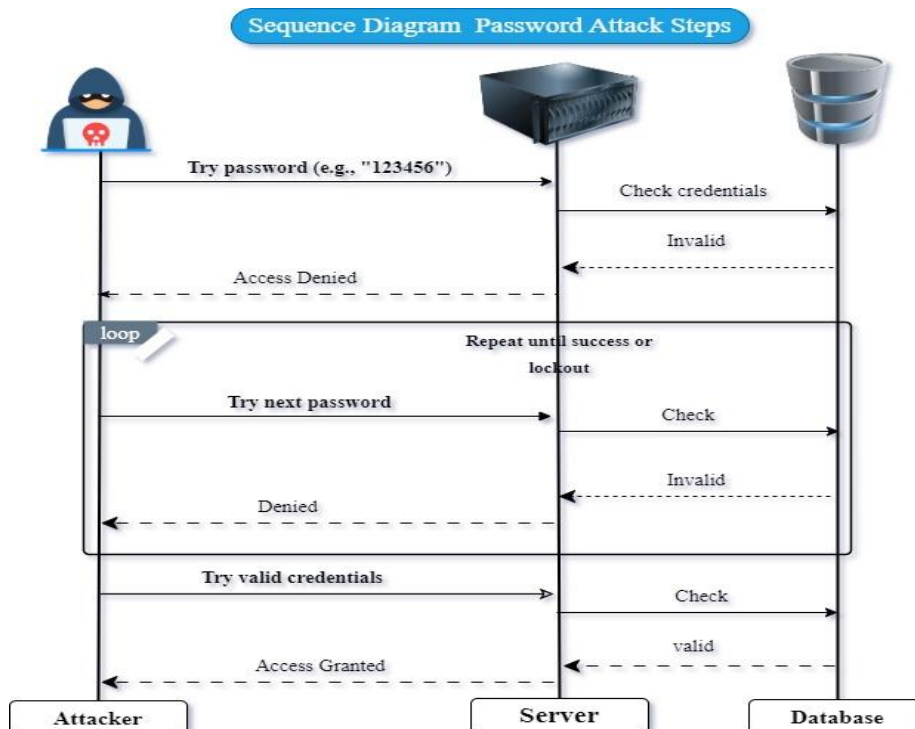 Sequence Diagram Password Attack Steps
Try password (e.g., "123456")
Check credentials
Invalid
Access Denied
loop
Repeat until success or
lockout
Try next password
Check
Invalid
Denied
Try valid credentials
Check
valid
Access Granted
Attacker
Server
Database